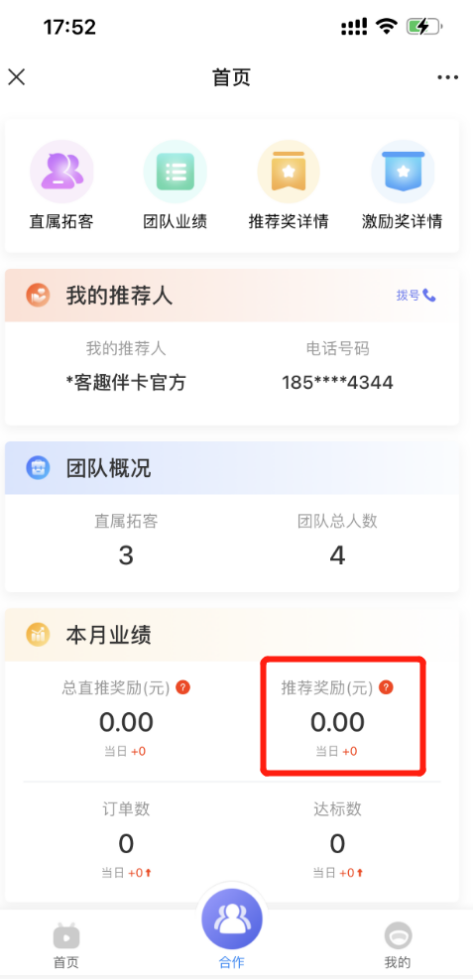 17:52
首页
直属拓客 团队业绩 推荐奖详情 激励奖详情
我的推荐人 拨号
我的推荐人 电话号码
*客趣伴卡官方 185****4344
团队概况
直属拓客 团队总人数
3 4
本月业绩
总直推奖励(元) ? 推荐奖励(元) ?
0.00 0.00
当日 +0 当日 +0
订单数 达标数
0 0
当日 +0↑ 当日 +0↑
首页 合作 我的